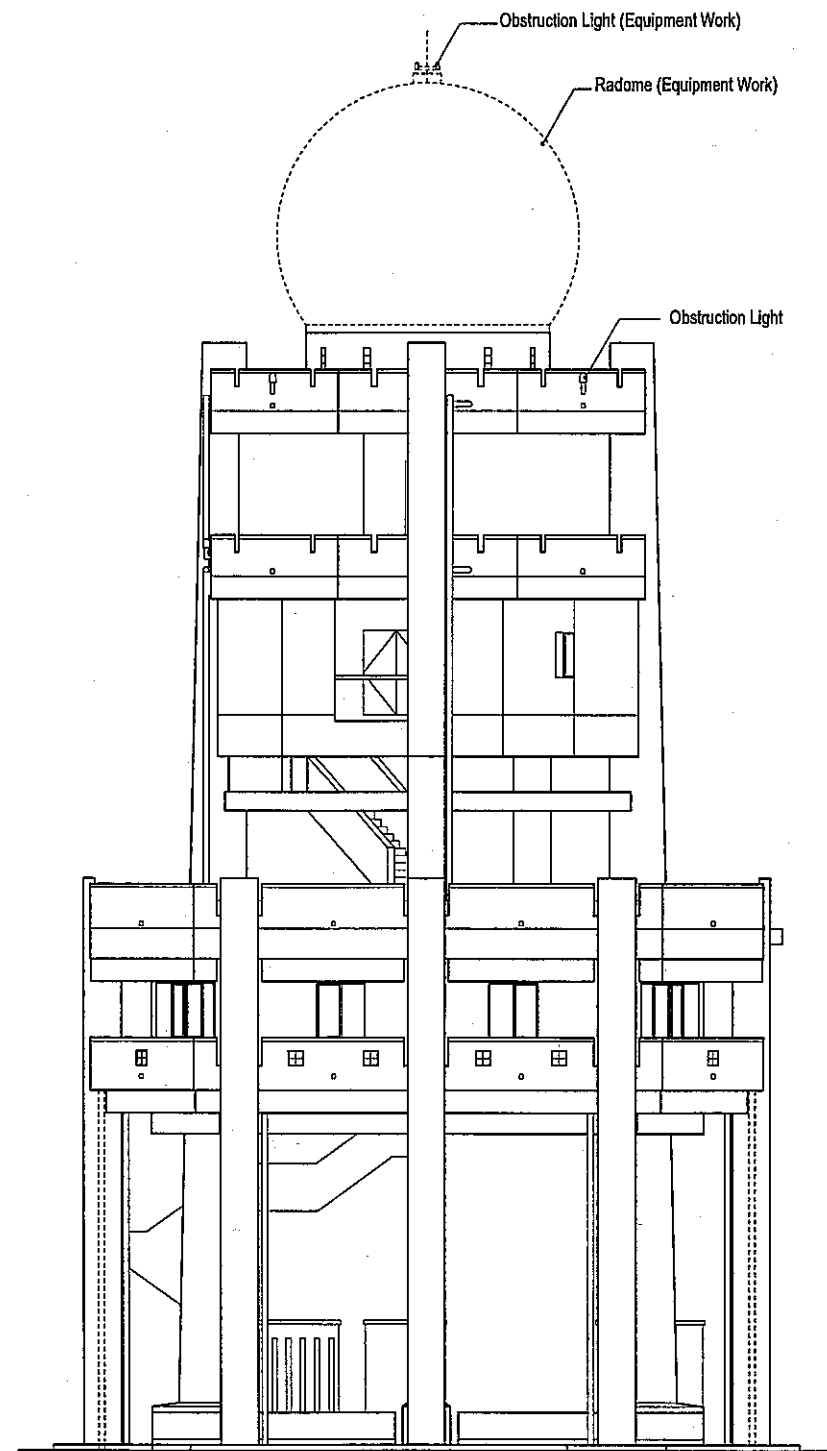 Obstruction Light (Equipment Work)
Radome (Equipment Work)
Obstruction Light